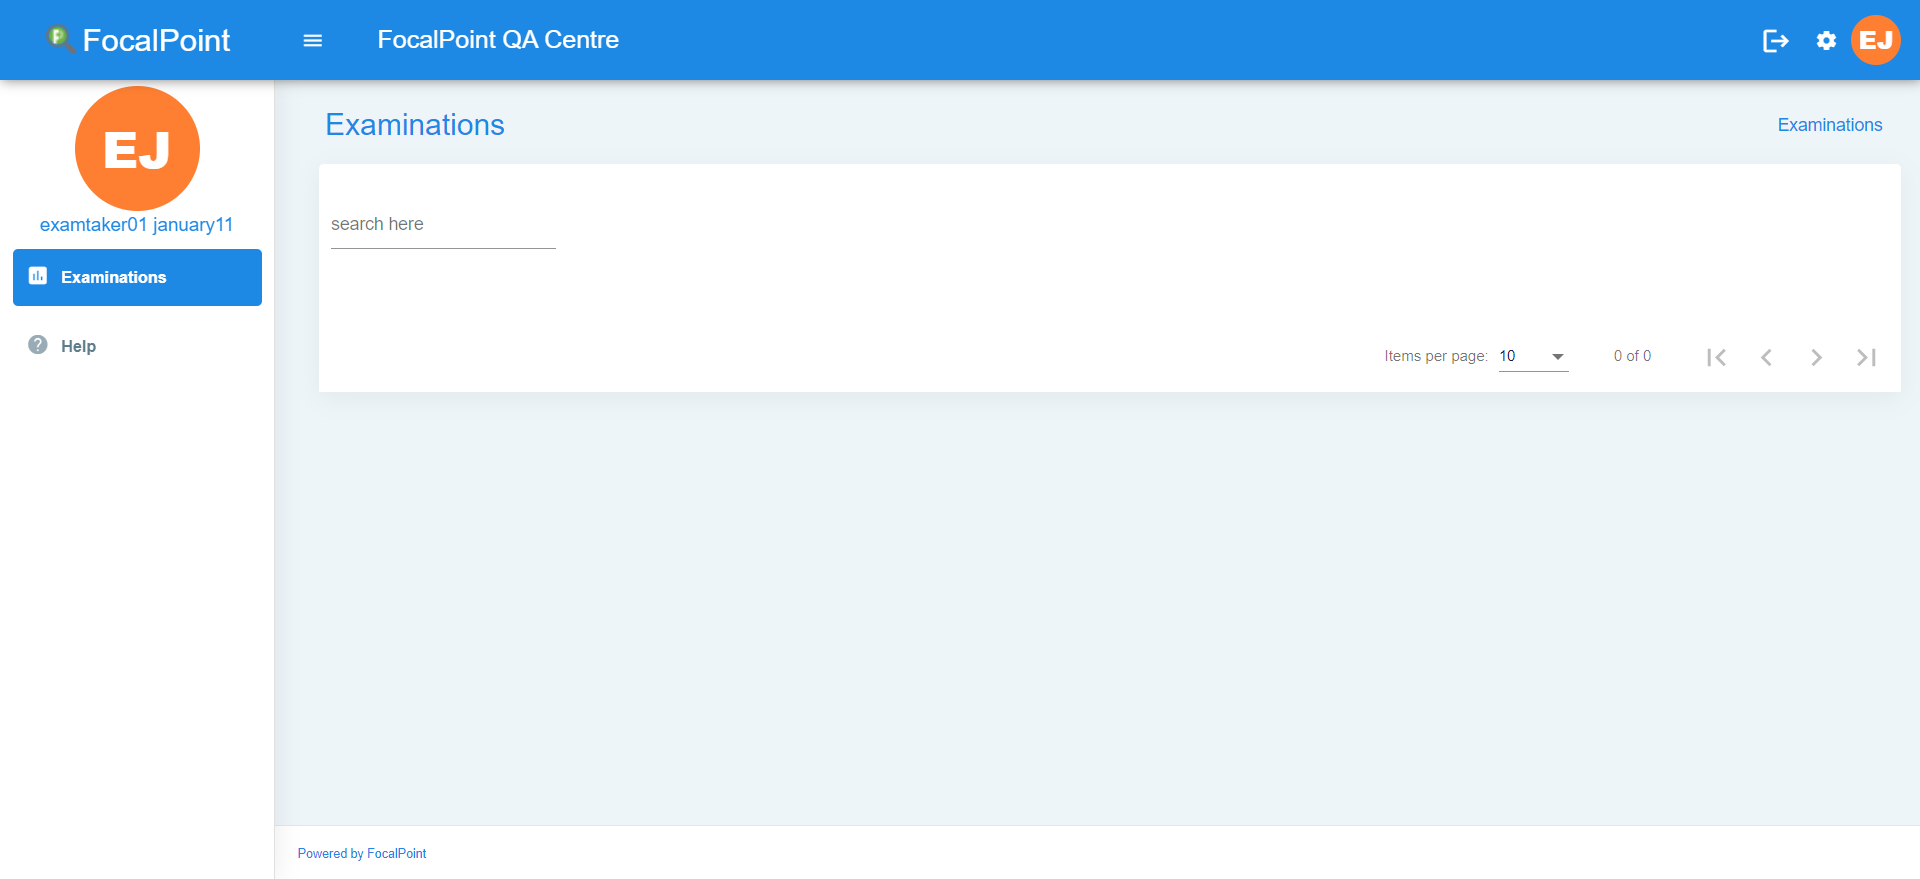 FocalPoint
FocalPoint QA Centre
EJ
EJ
examtaker01 january11
Examinations
Help
Examinations
Examinations
search here
Items per page: 10
0 of 0
Powered by FocalPoint